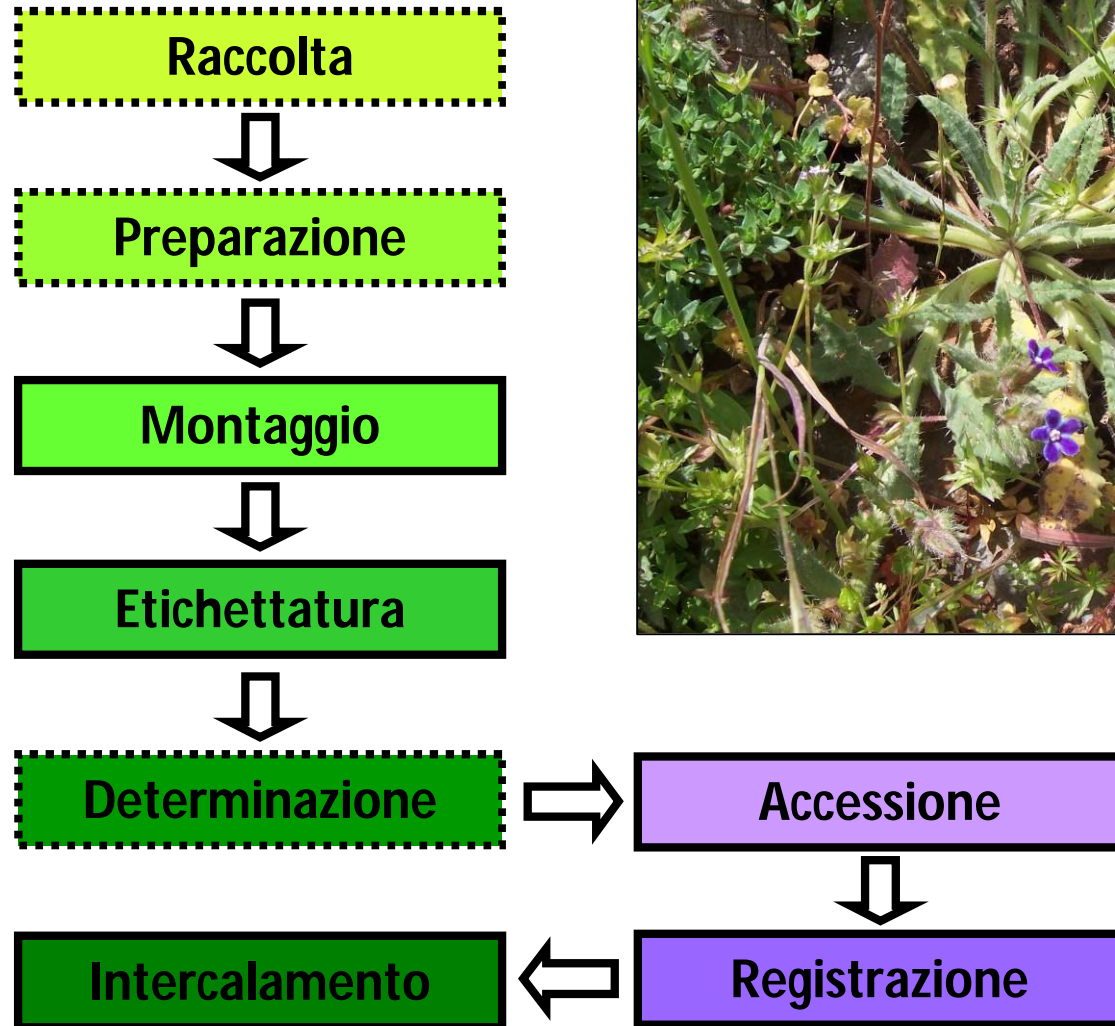 Raccolta
Preparazione
Montaggio
Etichettatura
Determinazione
Accessione
Registrazione
Intercalamento